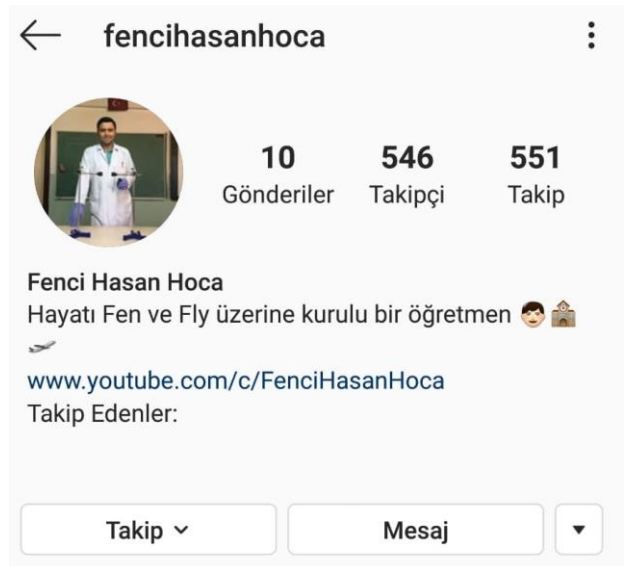 fencihasanhoca
10 546 551
Gönderiler Takipçi Takip
Fenci Hasan Hoca
Hayatı Fen ve Fly üzerine kurulu bir öğretmen 👨🏻🏫
✈️
www.youtube.com/c/FenciHasanHoca
Takip Edenler:
Takip Mesaj